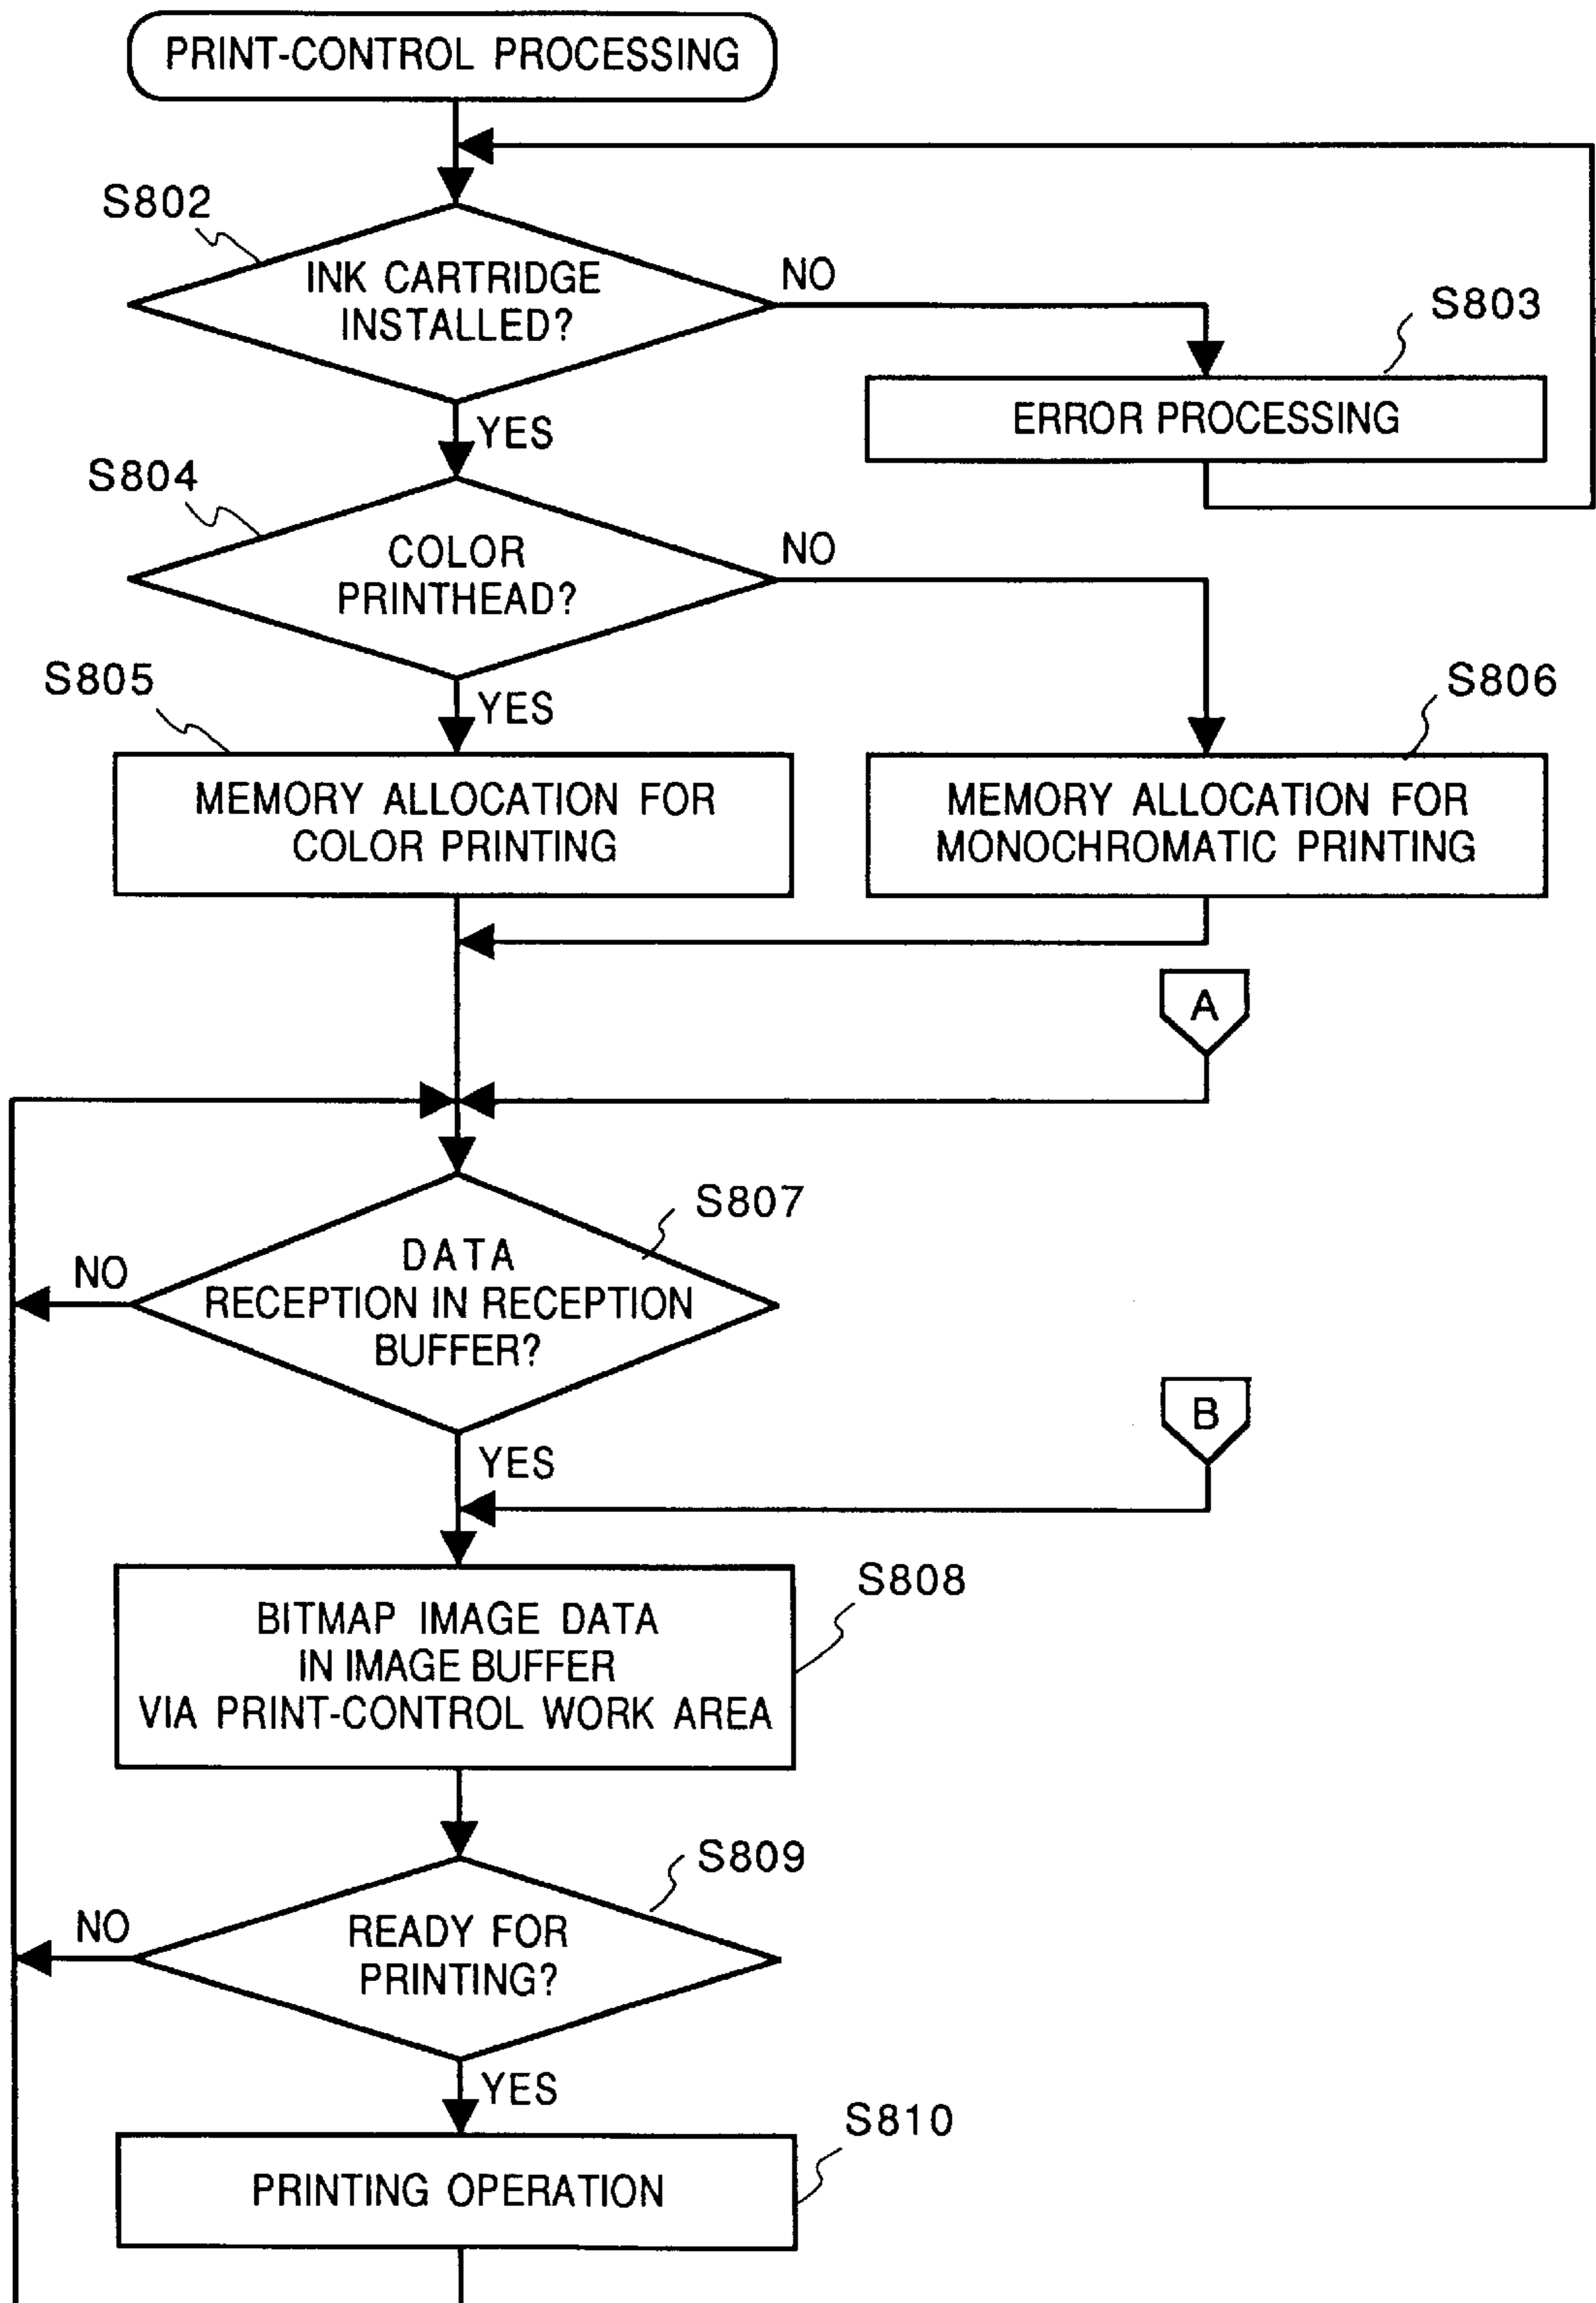 PRINT-CONTROL PROCESSING
S802
INK CARTRIDGE
INSTALLED?
NO
S803
ERROR PROCESSING
YES
S804
COLOR
PRINTHEAD?
NO
YES
S805
MEMORY ALLOCATION FOR
COLOR PRINTING
S806
MEMORY ALLOCATION FOR
MONOCHROMATIC PRINTING
A
S807
DATA
RECEPTION IN RECEPTION
BUFFER?
NO
YES
B
S808
BITMAP IMAGE DATA
IN IMAGE BUFFER
VIA PRINT-CONTROL WORK AREA
S809
READY FOR
PRINTING?
NO
YES
S810
PRINTING OPERATION